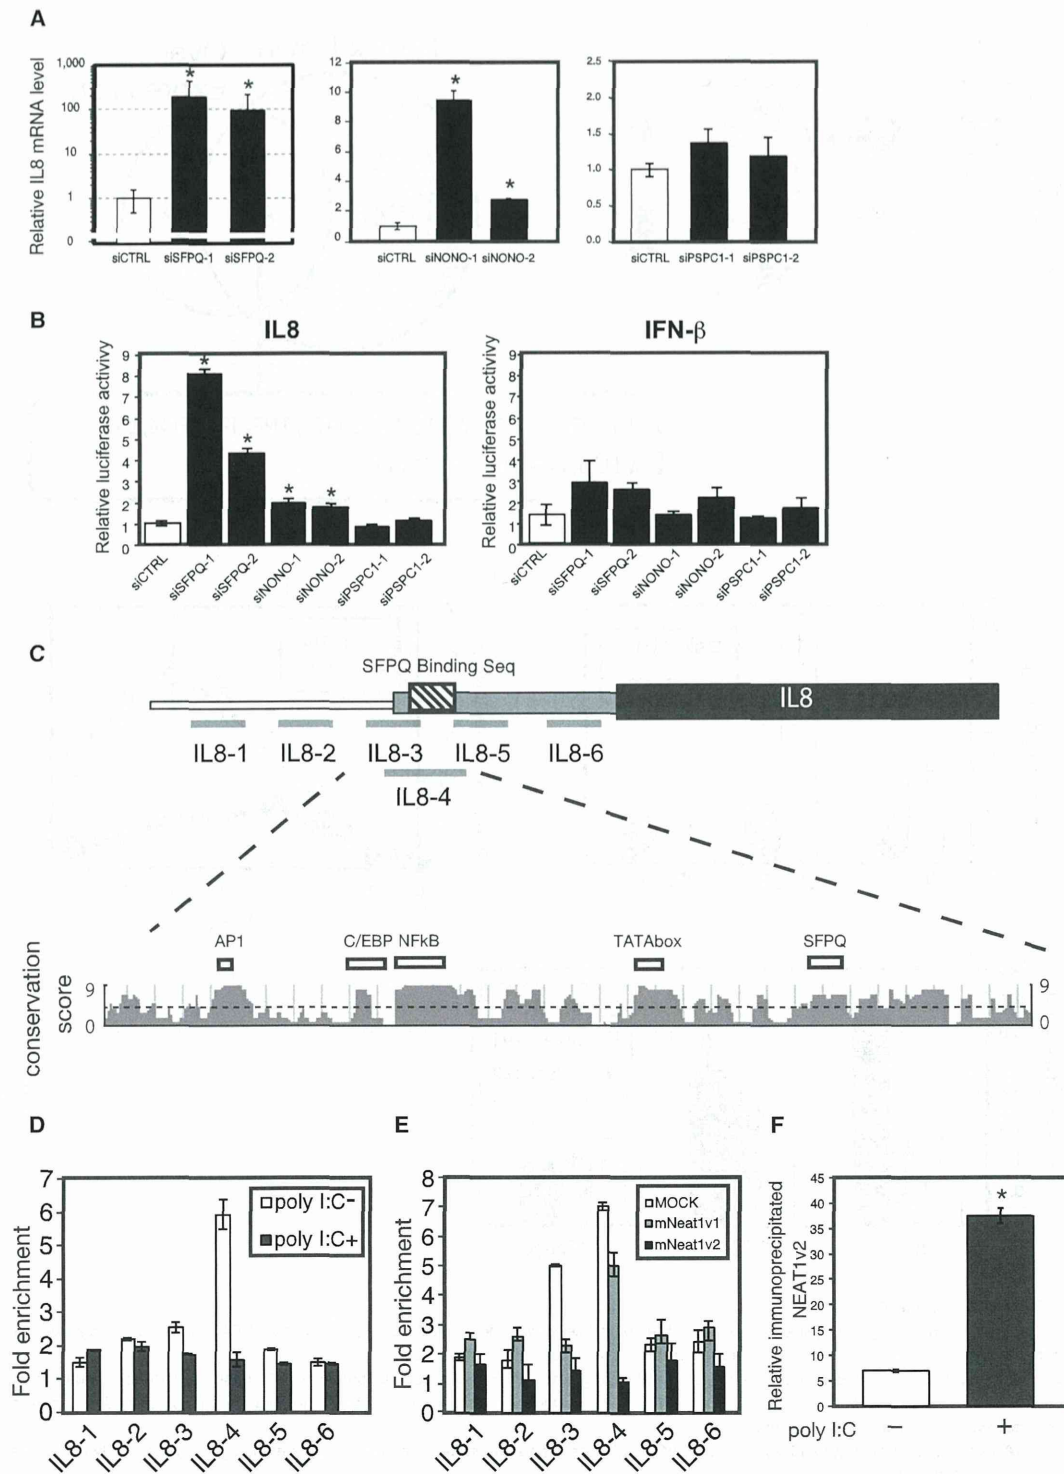 A
Relative IL8 mRNA level
1,000
100
10
1
0
siCTRL siSFPQ-1 siSFPQ-2
*
*
12
10
8
6
4
2
0
siCTRL siNONO-1 siNONO-2
*
*
2.5
2.0
1.5
1.0
0.5
0.0
siCTRL siPSPC1-1 siPSPC1-2
B
IL8
Relative luciferase activivy
9
8
7
6
5
4
3
2
1
0
*
*
*
*
siCTRL
siSFPQ-1
siSFPQ-2
siNONO-1
siNONO-2
siPSPC1-1
siPSPC1-2
IFN-β
Relative luciferase activivy
9
8
7
6
5
4
3
2
1
0
siCTRL
siSFPQ-1
siSFPQ-2
siNONO-1
siNONO-2
siPSPC1-1
siPSPC1-2
C
SFPQ Binding Seq
IL8
IL8-1 IL8-2 IL8-3 IL8-5 IL8-6
IL8-4
AP1 C/EBP NFkB TATAbox SFPQ
conservation
score
9
0
9
0
D
Fold enrichment
7
6
5
4
3
2
1
0
poly I:C-
poly I:C+
IL8-1
IL8-2
IL8-3
IL8-4
IL8-5
IL8-6
E
Fold enrichment
8
7
6
5
4
3
2
1
0
MOCK
mNeat1v1
mNeat1v2
IL8-1
IL8-2
IL8-3
IL8-4
IL8-5
IL8-6
F
Relative immunoprecipitated
NEAT1v2
45
40
35
30
25
20
15
10
5
0
*
poly I:C − +